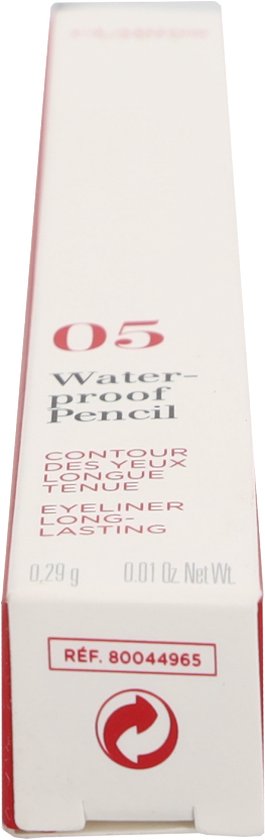 05
Water-
proof
Pencil
CONTOUR
DES YEUX
LONGUE
TENUE
EYELINER
LONG-
LASTING
0.29 g 0.01 Oz. Net Wt.
RÉF. 80044965